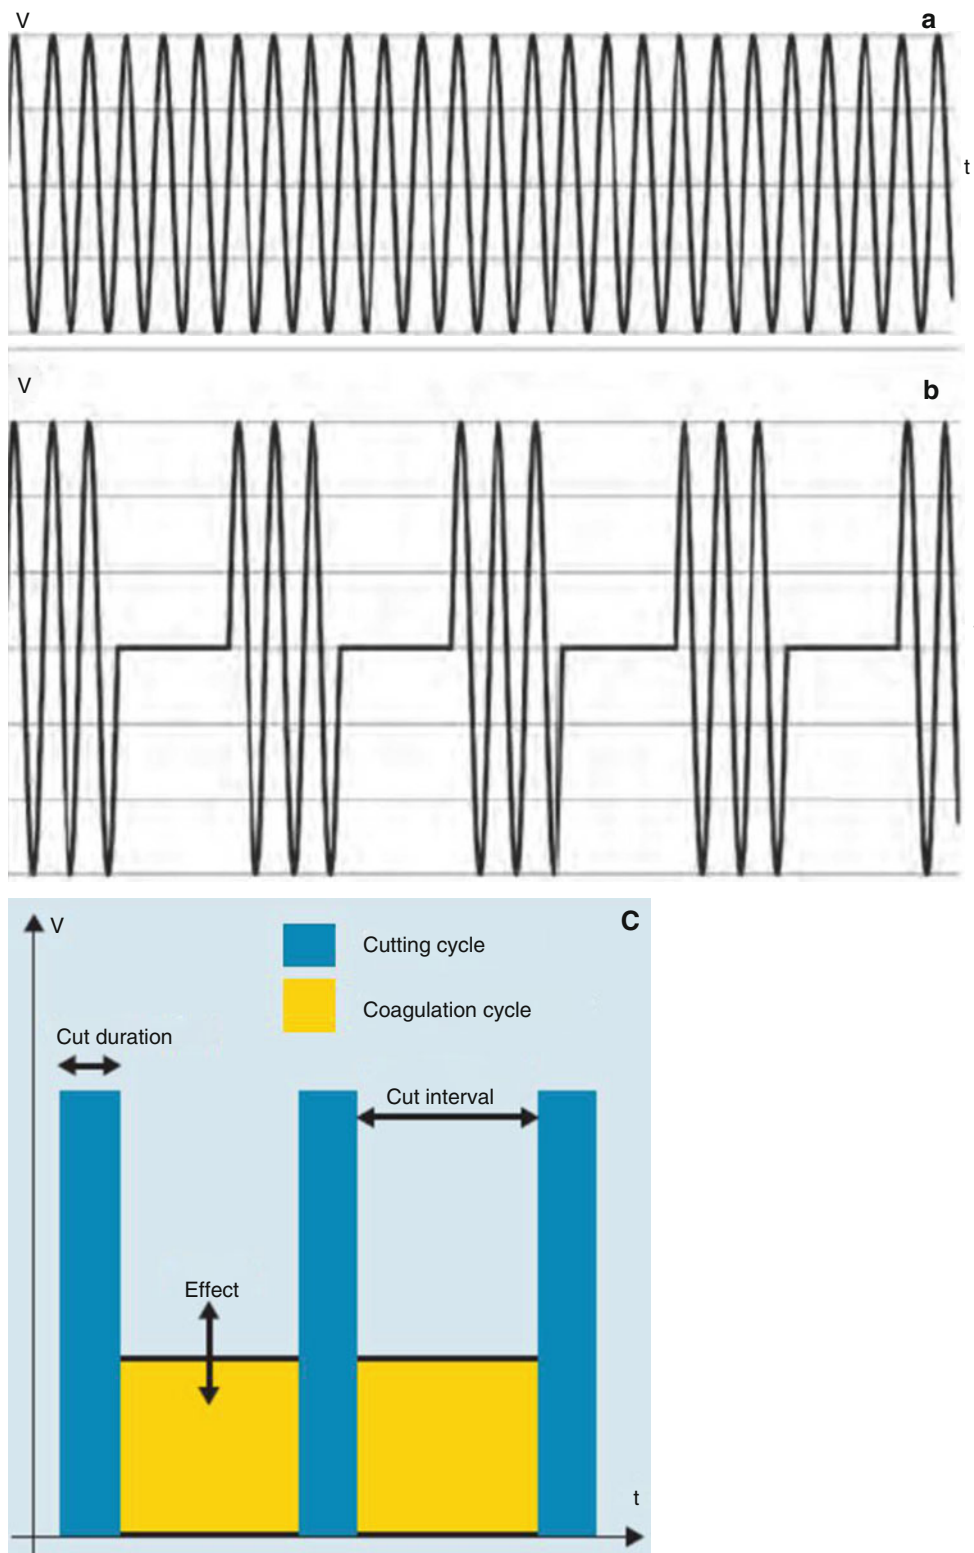 V
a
t
V
b
V
C
Cutting cycle
Coagulation cycle
Cut duration
Cut interval
Effect
t